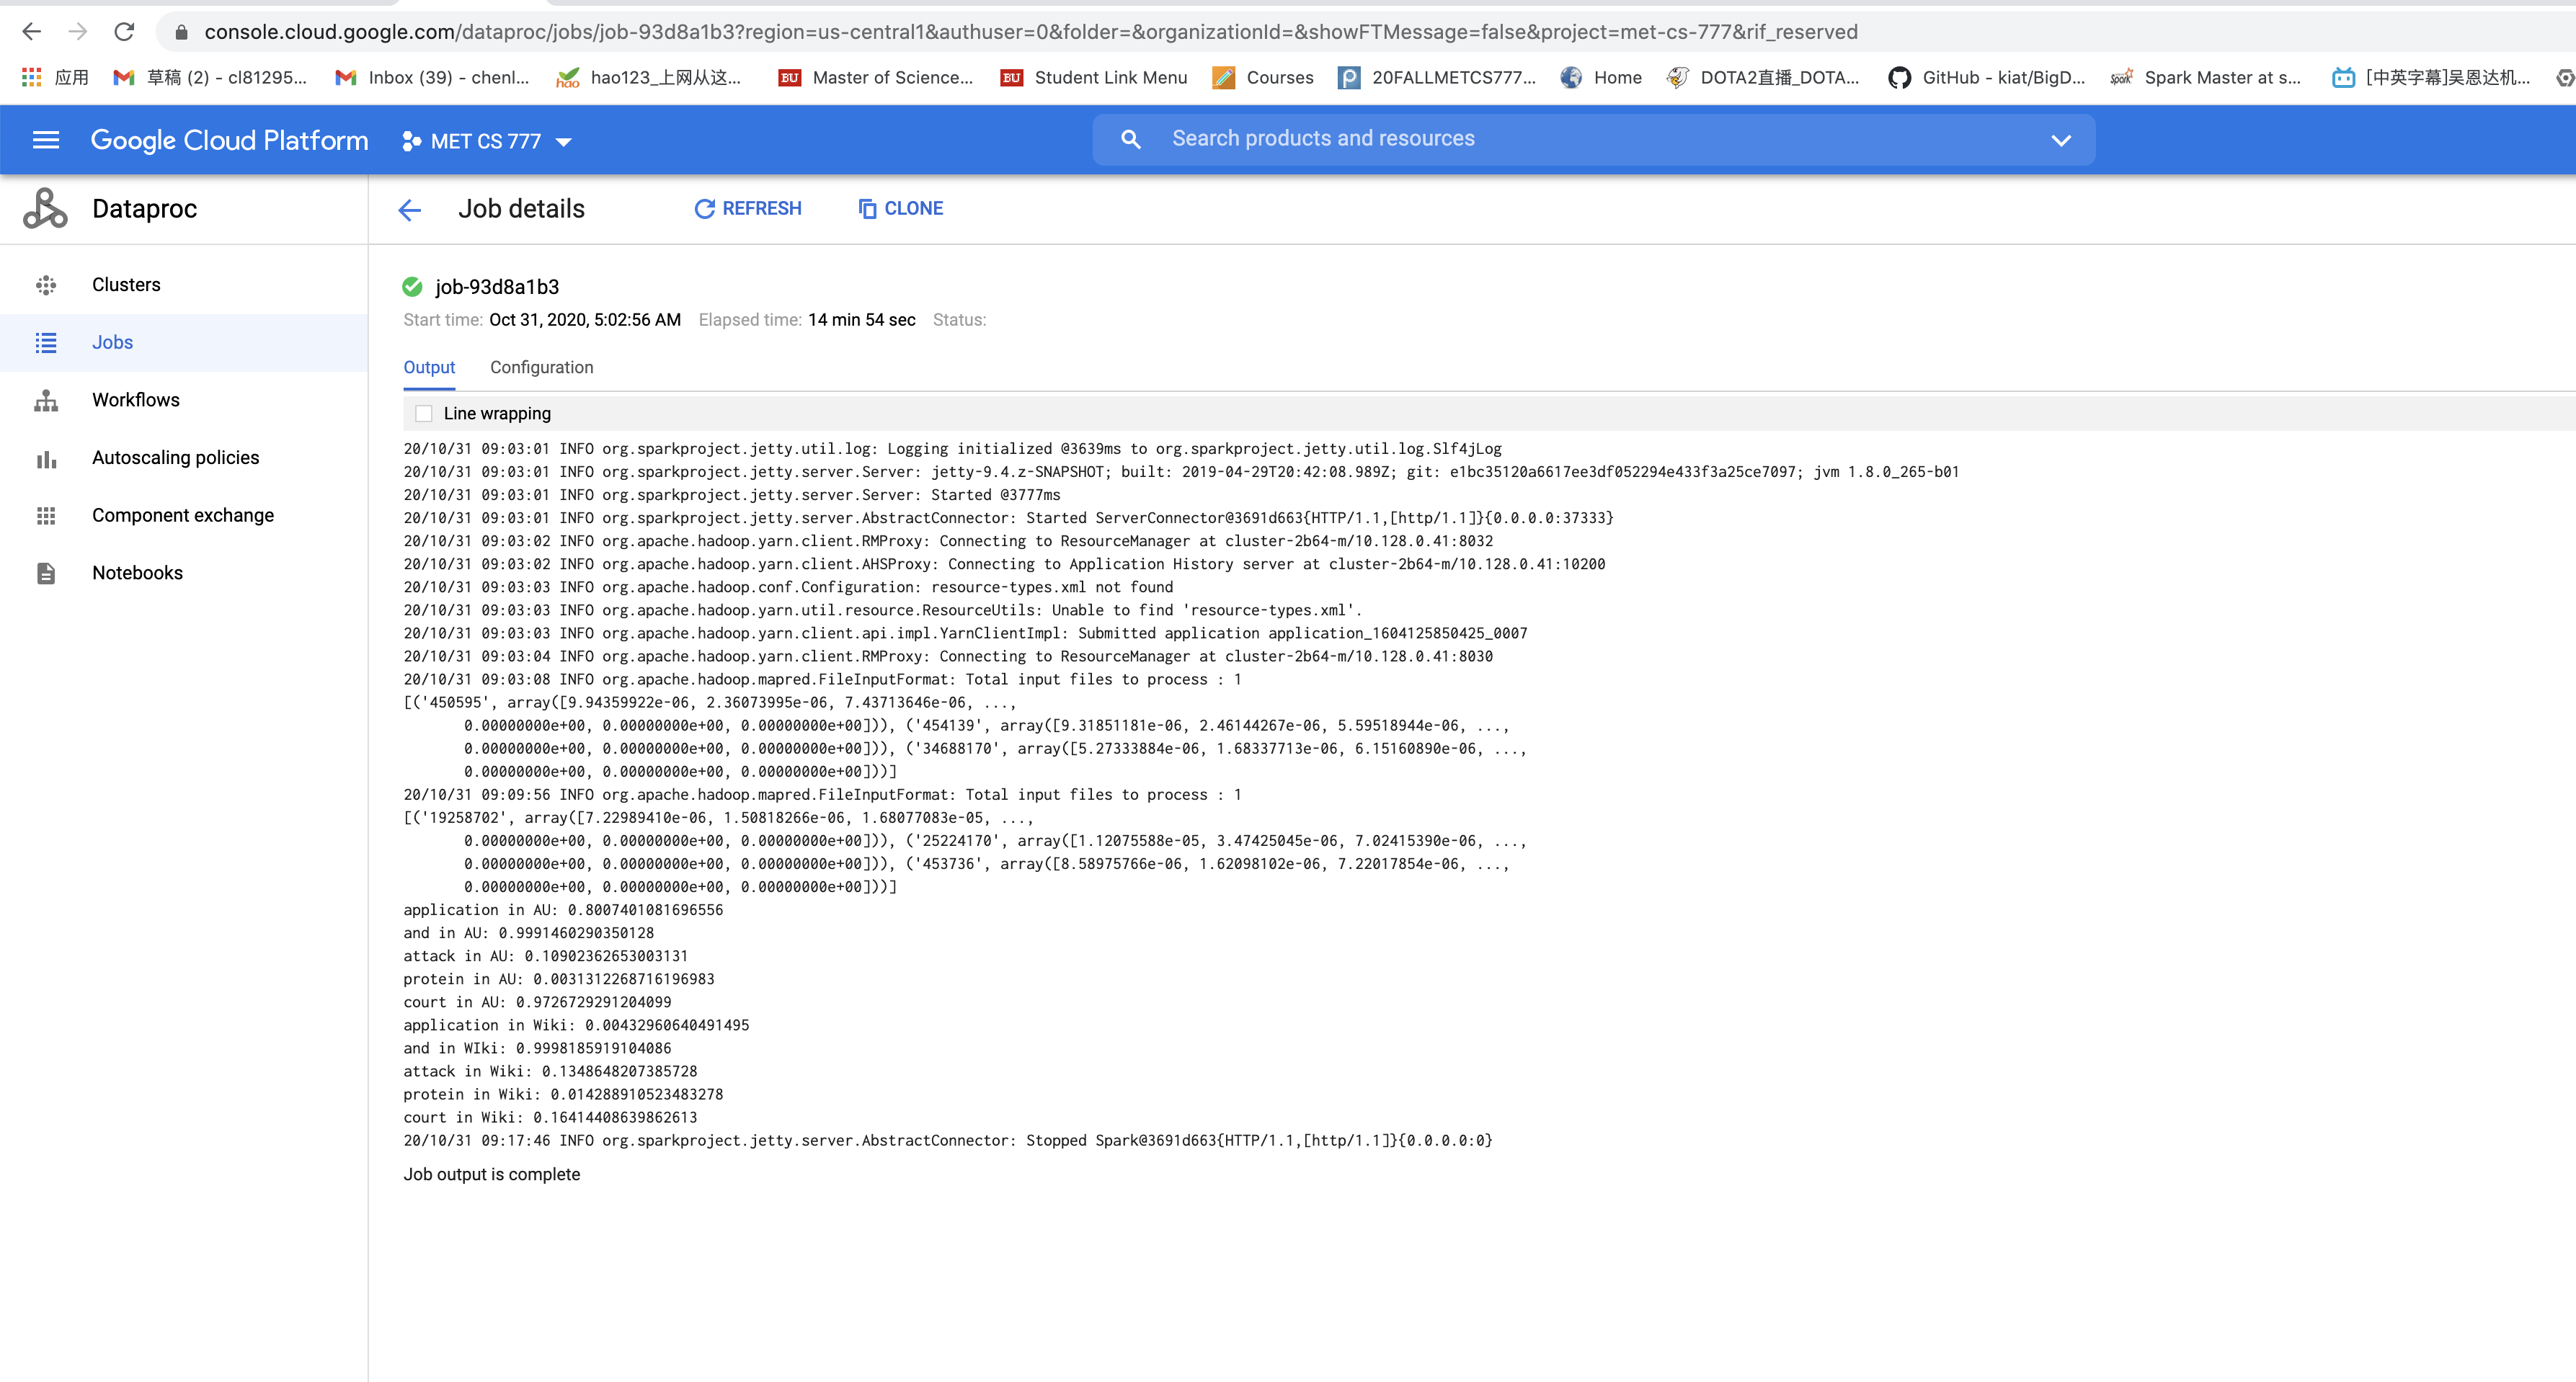 console.cloud.google.com/dataproc/jobs/job-93d8a1b3?region=us-central1&authuser=0&folder=&organizationId=&showFTMessage=false&project=met-cs-777&rif_reserved
应用 草稿 (2) - cl81295... Inbox (39) - chenl... hao123_上网从这... BU Master of Science... BU Student Link Menu Courses 20FALLMETCS777... Home DOTA2直播_DOTA... GitHub - kiat/BigD... Spark Master at s... [中英字幕]吴恩达机...
Google Cloud Platform MET CS 777 Search products and resources
Dataproc Job details REFRESH CLONE
Clusters
Jobs
Workflows
Autoscaling policies
Component exchange
Notebooks
job-93d8a1b3
Start time: Oct 31, 2020, 5:02:56 AM Elapsed time: 14 min 54 sec Status:
Output Configuration
Line wrapping
20/10/31 09:03:01 INFO org.sparkproject.jetty.util.log: Logging initialized @3639ms to org.sparkproject.jetty.util.log.Slf4jLog
20/10/31 09:03:01 INFO org.sparkproject.jetty.server.Server: jetty-9.4.z-SNAPSHOT; built: 2019-04-29T20:42:08.989Z; git: e1bc35120a6617ee3df052294e433f3a25ce7097; jvm 1.8.0_265-b01
20/10/31 09:03:01 INFO org.sparkproject.jetty.server.Server: Started @3777ms
20/10/31 09:03:01 INFO org.sparkproject.jetty.server.AbstractConnector: Started ServerConnector@3691d663{HTTP/1.1,[http/1.1]}{0.0.0.0:37333}
20/10/31 09:03:02 INFO org.apache.hadoop.yarn.client.RMProxy: Connecting to ResourceManager at cluster-2b64-m/10.128.0.41:8032
20/10/31 09:03:02 INFO org.apache.hadoop.yarn.client.AHSProxy: Connecting to Application History server at cluster-2b64-m/10.128.0.41:10200
20/10/31 09:03:03 INFO org.apache.hadoop.conf.Configuration: resource-types.xml not found
20/10/31 09:03:03 INFO org.apache.hadoop.yarn.util.resource.ResourceUtils: Unable to find 'resource-types.xml'.
20/10/31 09:03:03 INFO org.apache.hadoop.yarn.client.api.impl.YarnClientImpl: Submitted application application_1604125850425_0007
20/10/31 09:03:04 INFO org.apache.hadoop.yarn.client.RMProxy: Connecting to ResourceManager at cluster-2b64-m/10.128.0.41:8030
20/10/31 09:03:08 INFO org.apache.hadoop.mapred.FileInputFormat: Total input files to process : 1
[('450595', array([9.94359922e-06, 2.36073995e-06, 7.43713646e-06, ...,
0.00000000e+00, 0.00000000e+00, 0.00000000e+00])), ('454139', array([9.31851181e-06, 2.46144267e-06, 5.59518944e-06, ...,
0.00000000e+00, 0.00000000e+00, 0.00000000e+00])), ('34688170', array([5.27333884e-06, 1.68337713e-06, 6.15160890e-06, ...,
0.00000000e+00, 0.00000000e+00, 0.00000000e+00]))]
20/10/31 09:09:56 INFO org.apache.hadoop.mapred.FileInputFormat: Total input files to process : 1
[('19258702', array([7.22989410e-06, 1.50818266e-06, 1.68077083e-05, ...,
0.00000000e+00, 0.00000000e+00, 0.00000000e+00])), ('25224170', array([1.12075588e-05, 3.47425045e-06, 7.02415390e-06, ...,
0.00000000e+00, 0.00000000e+00, 0.00000000e+00])), ('453736', array([8.58975766e-06, 1.62098102e-06, 7.22017854e-06, ...,
0.00000000e+00, 0.00000000e+00, 0.00000000e+00]))]
application in AU: 0.8007401081696556
and in AU: 0.9991460290350128
attack in AU: 0.10902362653003131
protein in AU: 0.0031312268716196983
court in AU: 0.9726729291204099
application in Wiki: 0.00432960640491495
and in WIki: 0.9998185919104086
attack in Wiki: 0.1348648207385728
protein in Wiki: 0.014288910523483278
court in Wiki: 0.16414408639862613
20/10/31 09:17:46 INFO org.sparkproject.jetty.server.AbstractConnector: Stopped Spark@3691d663{HTTP/1.1,[http/1.1]}{0.0.0.0:0}
Job output is complete